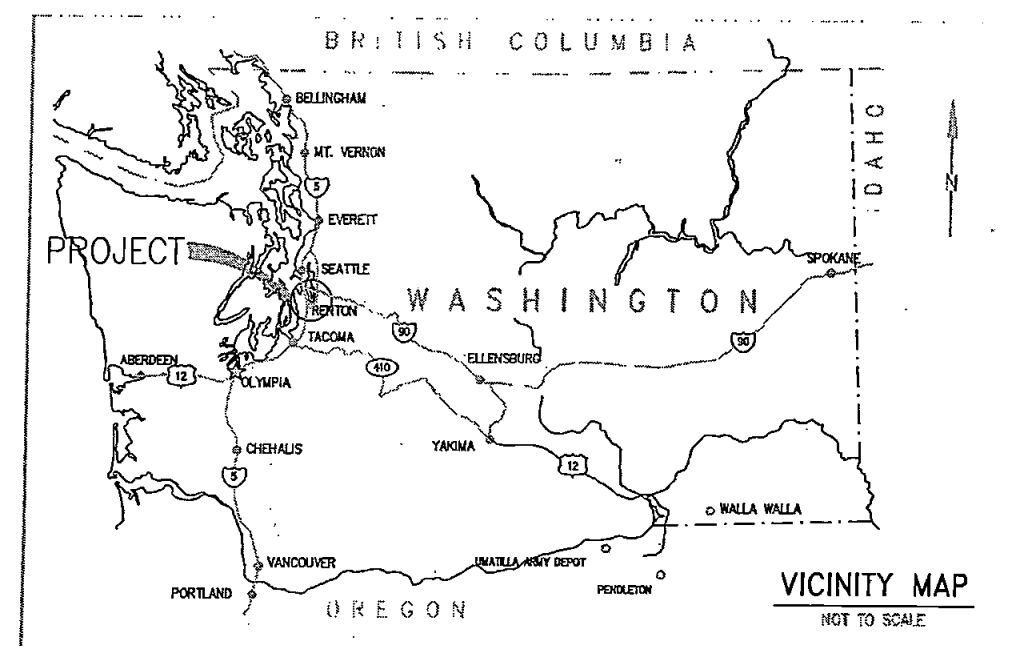 BRITISH COLUMBIA
BELLINGHAM
IDAHO
MT. VERNON
5
N
EVERETT
PROJECT
SEATTLE
SPOKANE
WASHINGTON
RENTON
90
TACOMA
90
ABERDEEN
12
410
ELLENSBURG
OLYMPIA
CHEHALIS
YAKIMA
12
5
WALLA WALLA
VANCOUVER
UMATILLA ARMY DEPOT
PORTLAND
PENDLETON
VICINITY MAP
OREGON
NOT TO SCALE